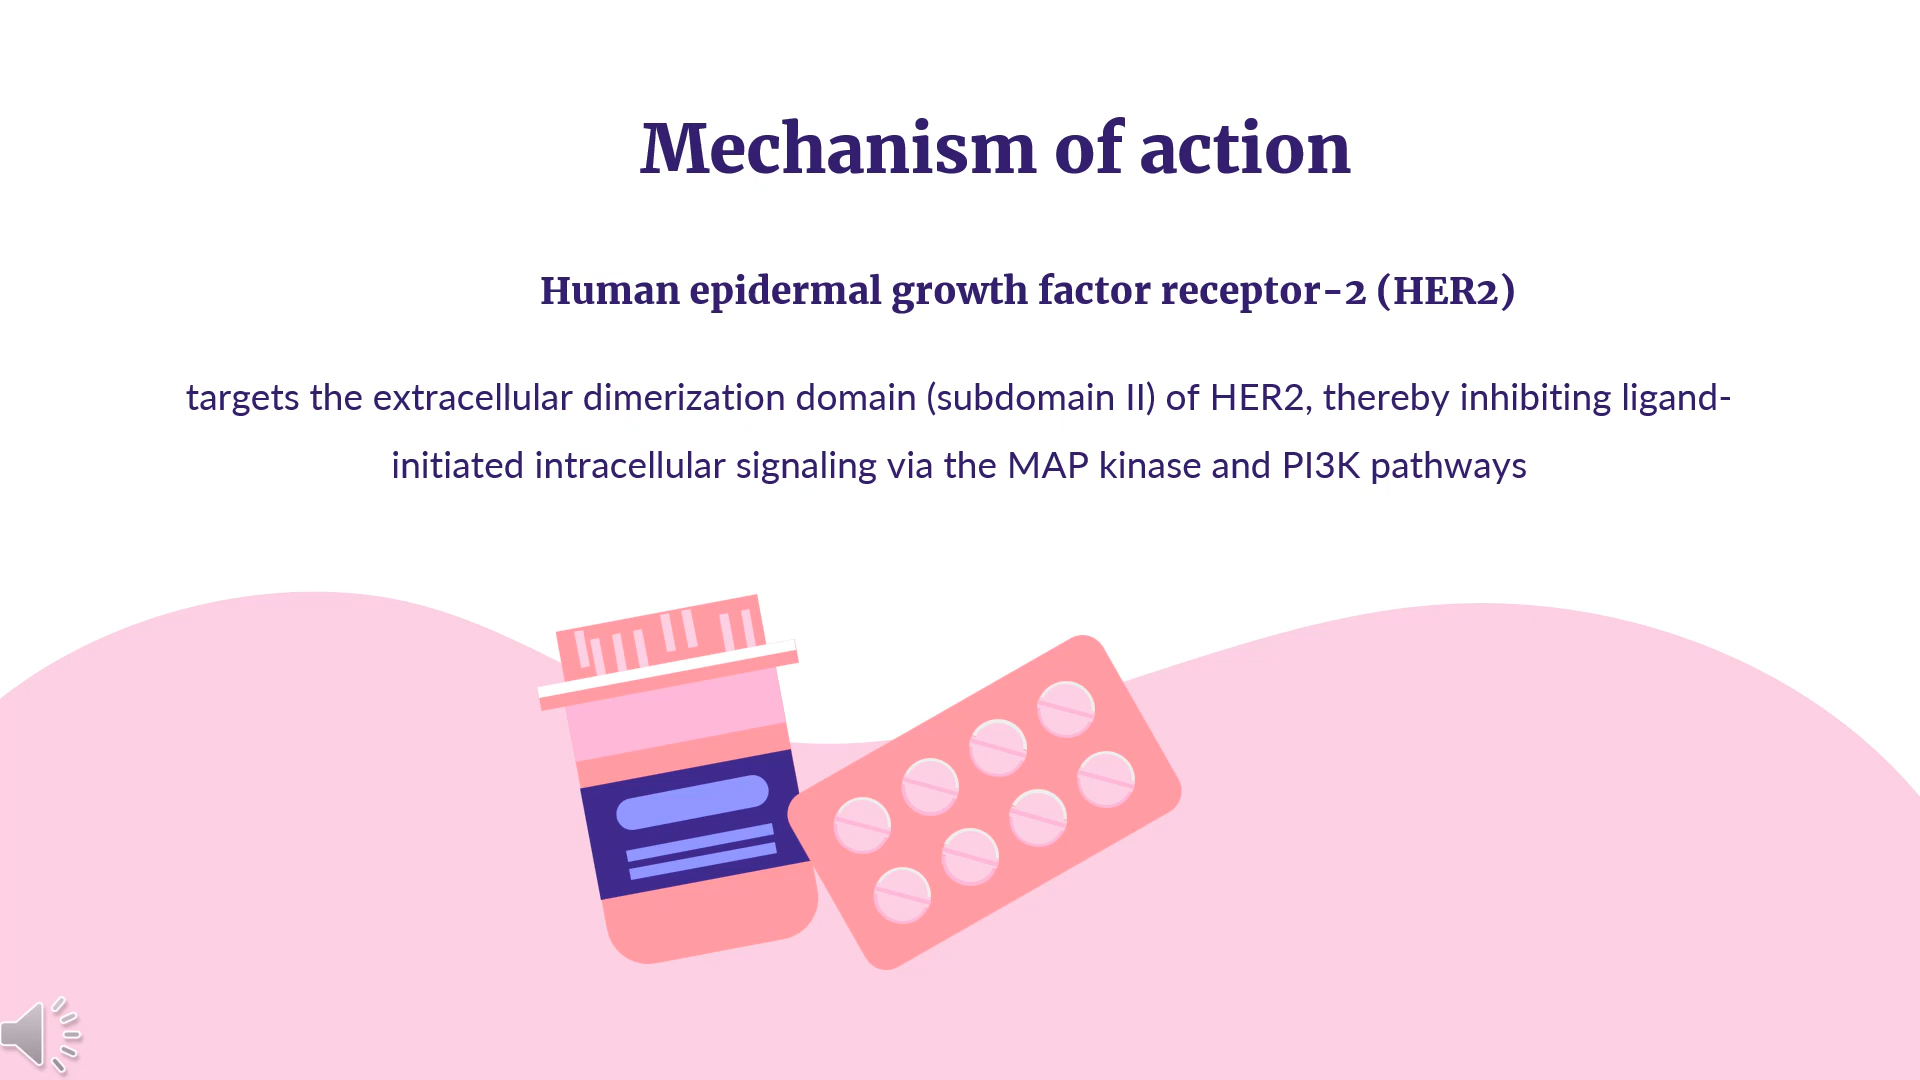 Mechanism of action
Human epidermal growth factor receptor-2 (HER2)
targets the extracellular dimerization domain (subdomain II) of HER2, thereby inhibiting ligand-
initiated intracellular signaling via the MAP kinase and PI3K pathways